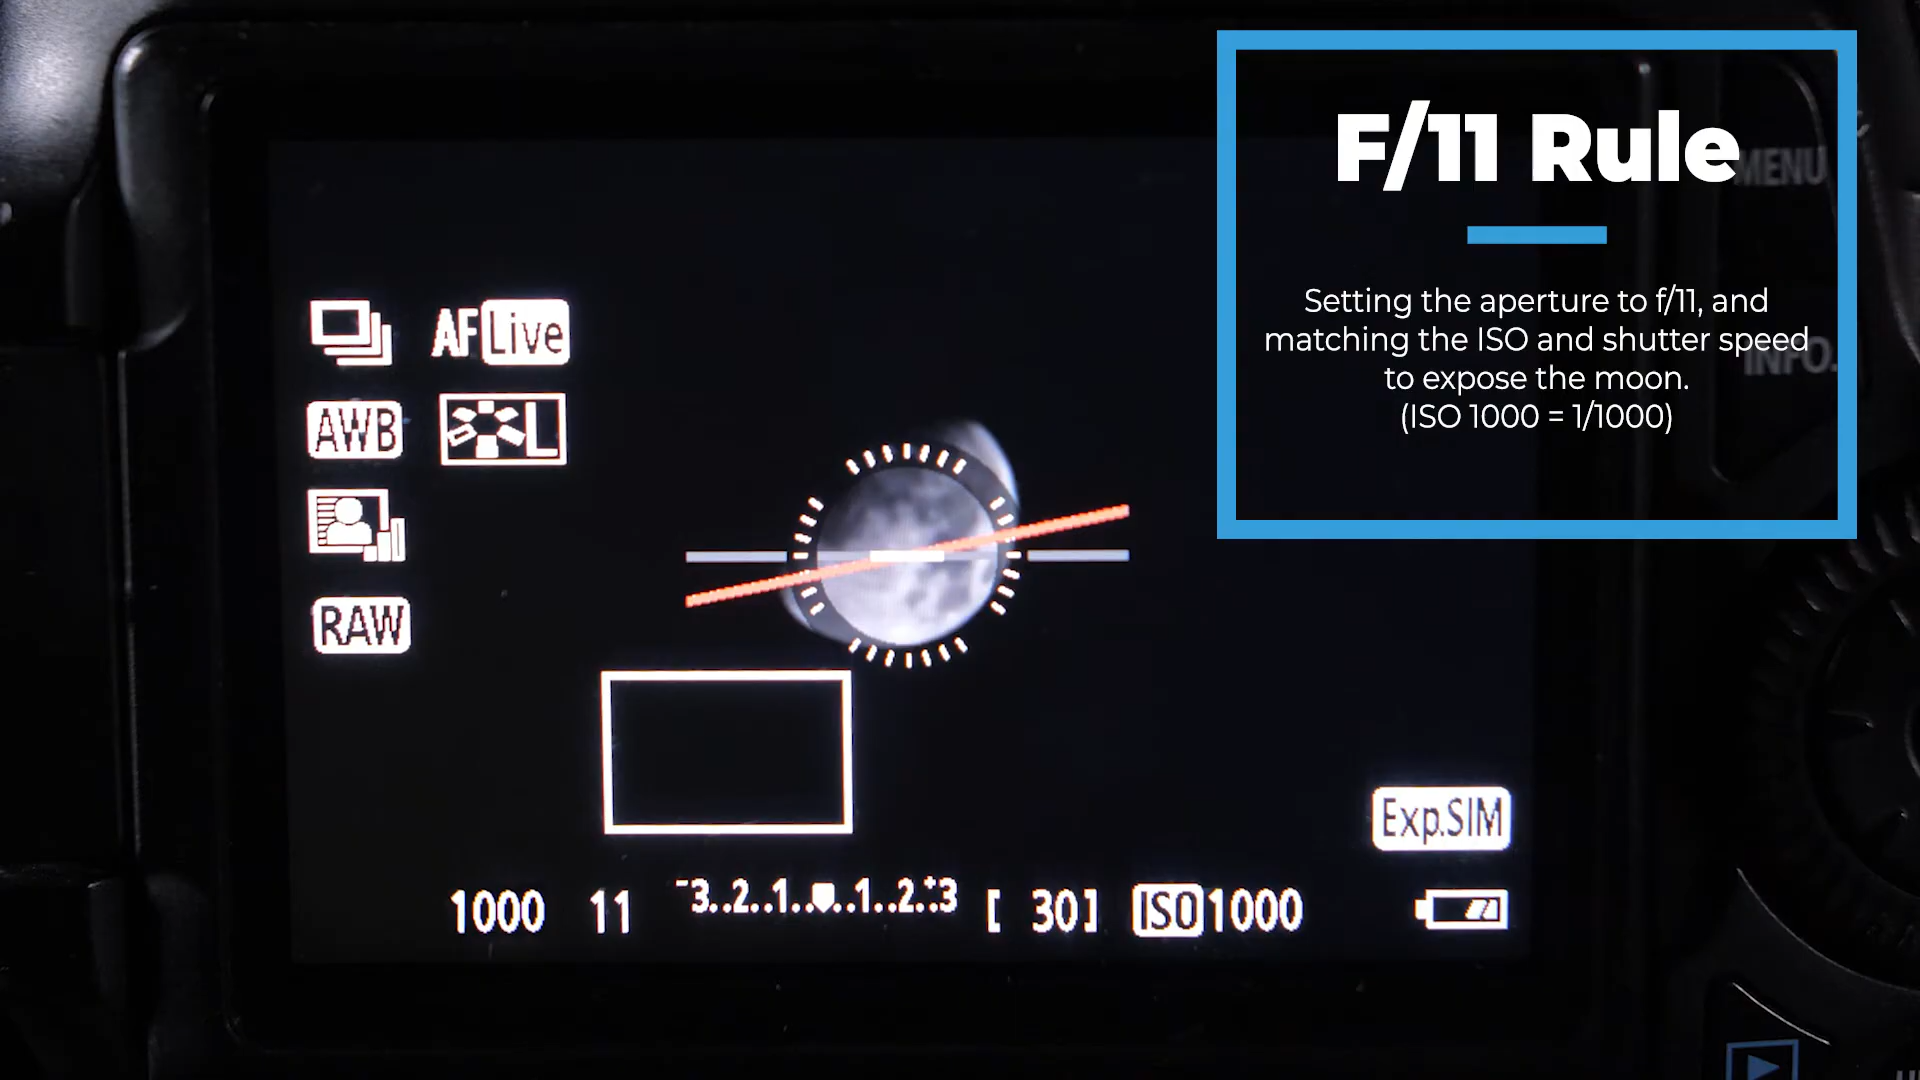 F/11 Rule
MENU
Setting the aperture to f/11, and
matching the ISO and shutter speed
to expose the moon.
(ISO 1000 = 1/1000)
INFO.
AF Live
AWB
L
RAW
Exp.SIM
1000 11 -3..2..1....1..2..+3 [ 30] ISO 1000